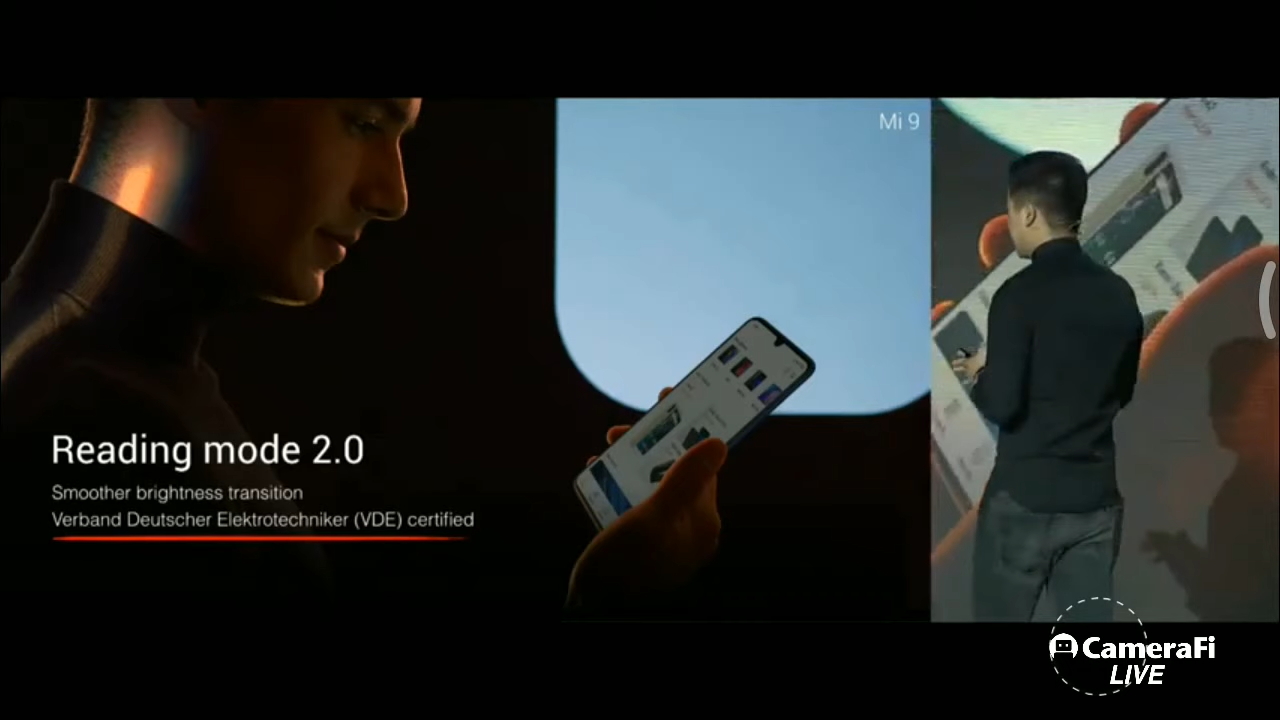 Mi 9
Reading mode 2.0
Smoother brightness transition
Verband Deutscher Elektrotechniker (VDE) certified
CameraFi
LIVE